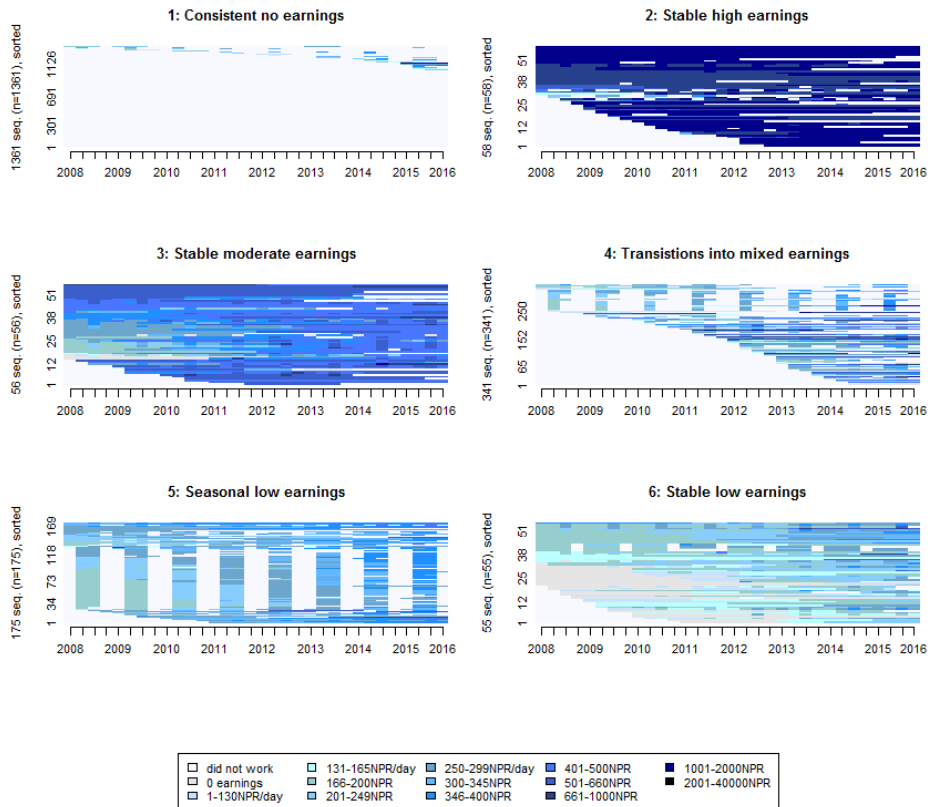 1: Consistent no earnings
1361 seq. (n=1361), sorted
1 301 691 1126
2008 2009 2010 2011 2012 2013 2014 2015 2016
2: Stable high earnings
58 seq. (n=58), sorted
1 12 25 38 51
2008 2009 2010 2011 2012 2013 2014 2015 2016
3: Stable moderate earnings
56 seq. (n=56), sorted
1 12 25 38 51
2008 2009 2010 2011 2012 2013 2014 2015 2016
4: Transistions into mixed earnings
341 seq. (n=341), sorted
1 65 152 250
2008 2009 2010 2011 2012 2013 2014 2015 2016
5: Seasonal low earnings
175 seq. (n=175), sorted
1 34 73 118 169
2008 2009 2010 2011 2012 2013 2014 2015 2016
6: Stable low earnings
55 seq. (n=55), sorted
1 12 25 38 51
2008 2009 2010 2011 2012 2013 2014 2015 2016
did not work 131-165NPR/day 250-299NPR/day 401-500NPR 1001-2000NPR
0 earnings 166-200NPR 300-345NPR 501-660NPR 2001-40000NPR
1-130NPR/day 201-249NPR 346-400NPR 661-1000NPR